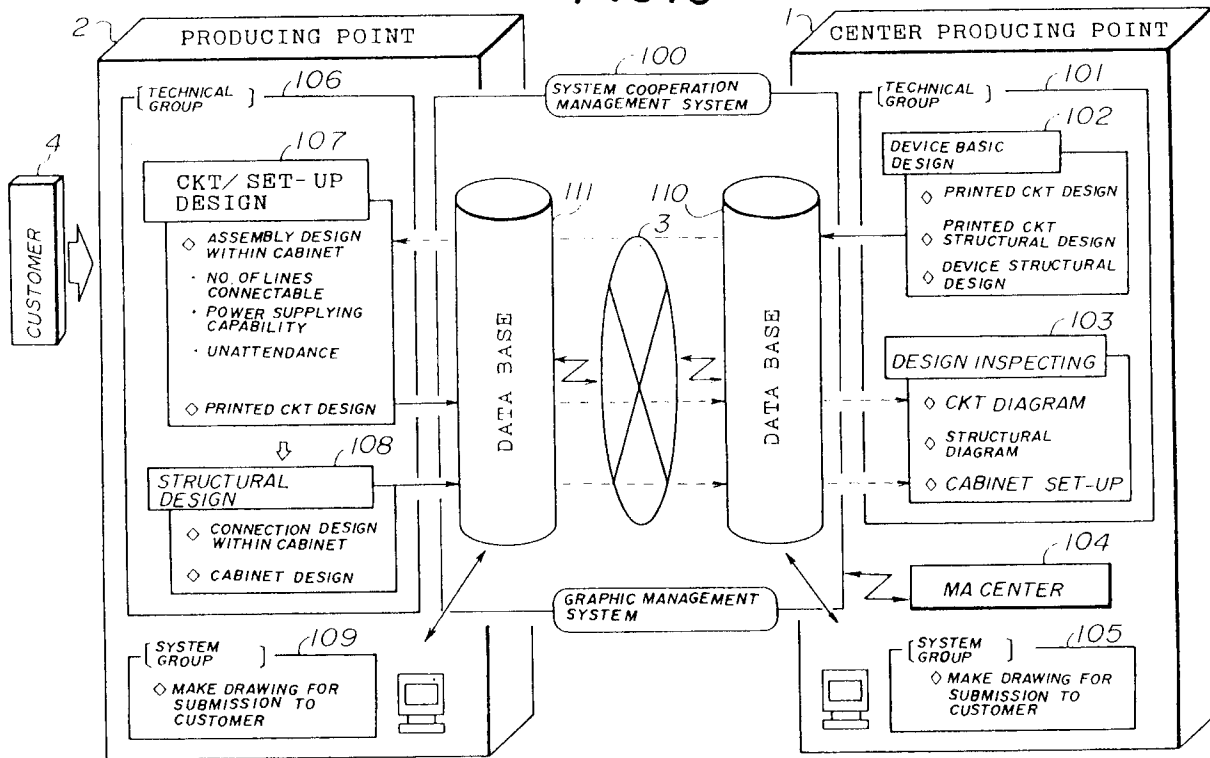 2
PRODUCING POINT
1
CENTER PRODUCING POINT
100
SYSTEM COOPERATION
MANAGEMENT SYSTEM
4
CUSTOMER
[TECHNICAL
GROUP]
106
107
CKT/SET-UP
DESIGN
◇ ASSEMBLY DESIGN
WITHIN CABINET
· NO. OF LINES
CONNECTABLE
· POWER SUPPLYING
CAPABILITY
· UNATTENDANCE
◇ PRINTED CKT DESIGN
108
STRUCTURAL
DESIGN
◇ CONNECTION DESIGN
WITHIN CABINET
◇ CABINET DESIGN
[SYSTEM
GROUP]
109
◇ MAKE DRAWING FOR
SUBMISSION TO
CUSTOMER
111
DATA BASE
3
110
DATA BASE
GRAPHIC MANAGEMENT
SYSTEM
[TECHNICAL
GROUP]
101
102
DEVICE BASIC
DESIGN
◇ PRINTED CKT DESIGN
PRINTED CKT
◇ STRUCTURAL DESIGN
◇ DEVICE STRUCTURAL
DESIGN
103
DESIGN INSPECTING
◇ CKT DIAGRAM
◇ STRUCTURAL
DIAGRAM
◇ CABINET SET-UP
104
MA CENTER
[SYSTEM
GROUP]
105
◇ MAKE DRAWING FOR
SUBMISSION TO
CUSTOMER